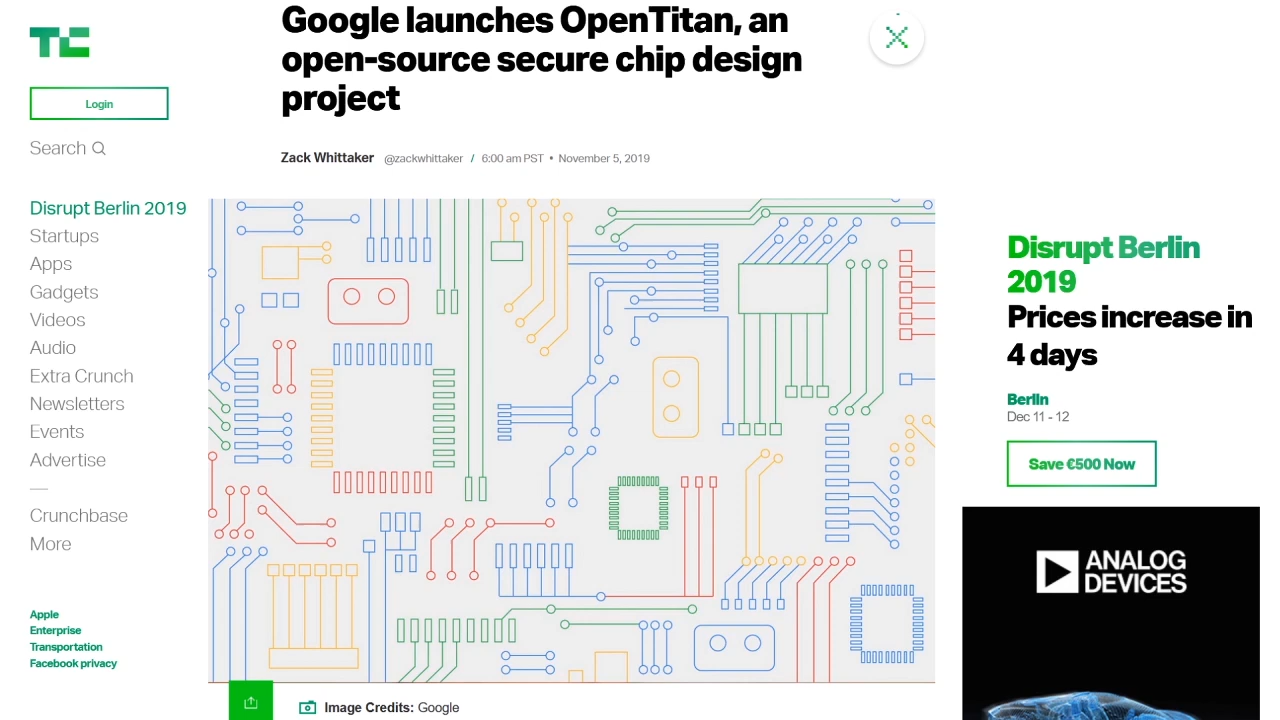 TC
Login
Search
Disrupt Berlin 2019
Startups
Apps
Gadgets
Videos
Audio
Extra Crunch
Newsletters
Events
Advertise
—
Crunchbase
More
Apple
Enterprise
Transportation
Facebook privacy
Google launches OpenTitan, an
open-source secure chip design
project
Zack Whittaker @zackwhittaker / 6:00 am PST • November 5, 2019
Image Credits: Google
Disrupt Berlin
2019
Prices increase in
4 days
Berlin
Dec 11 - 12
Save €500 Now
ANALOG
DEVICES